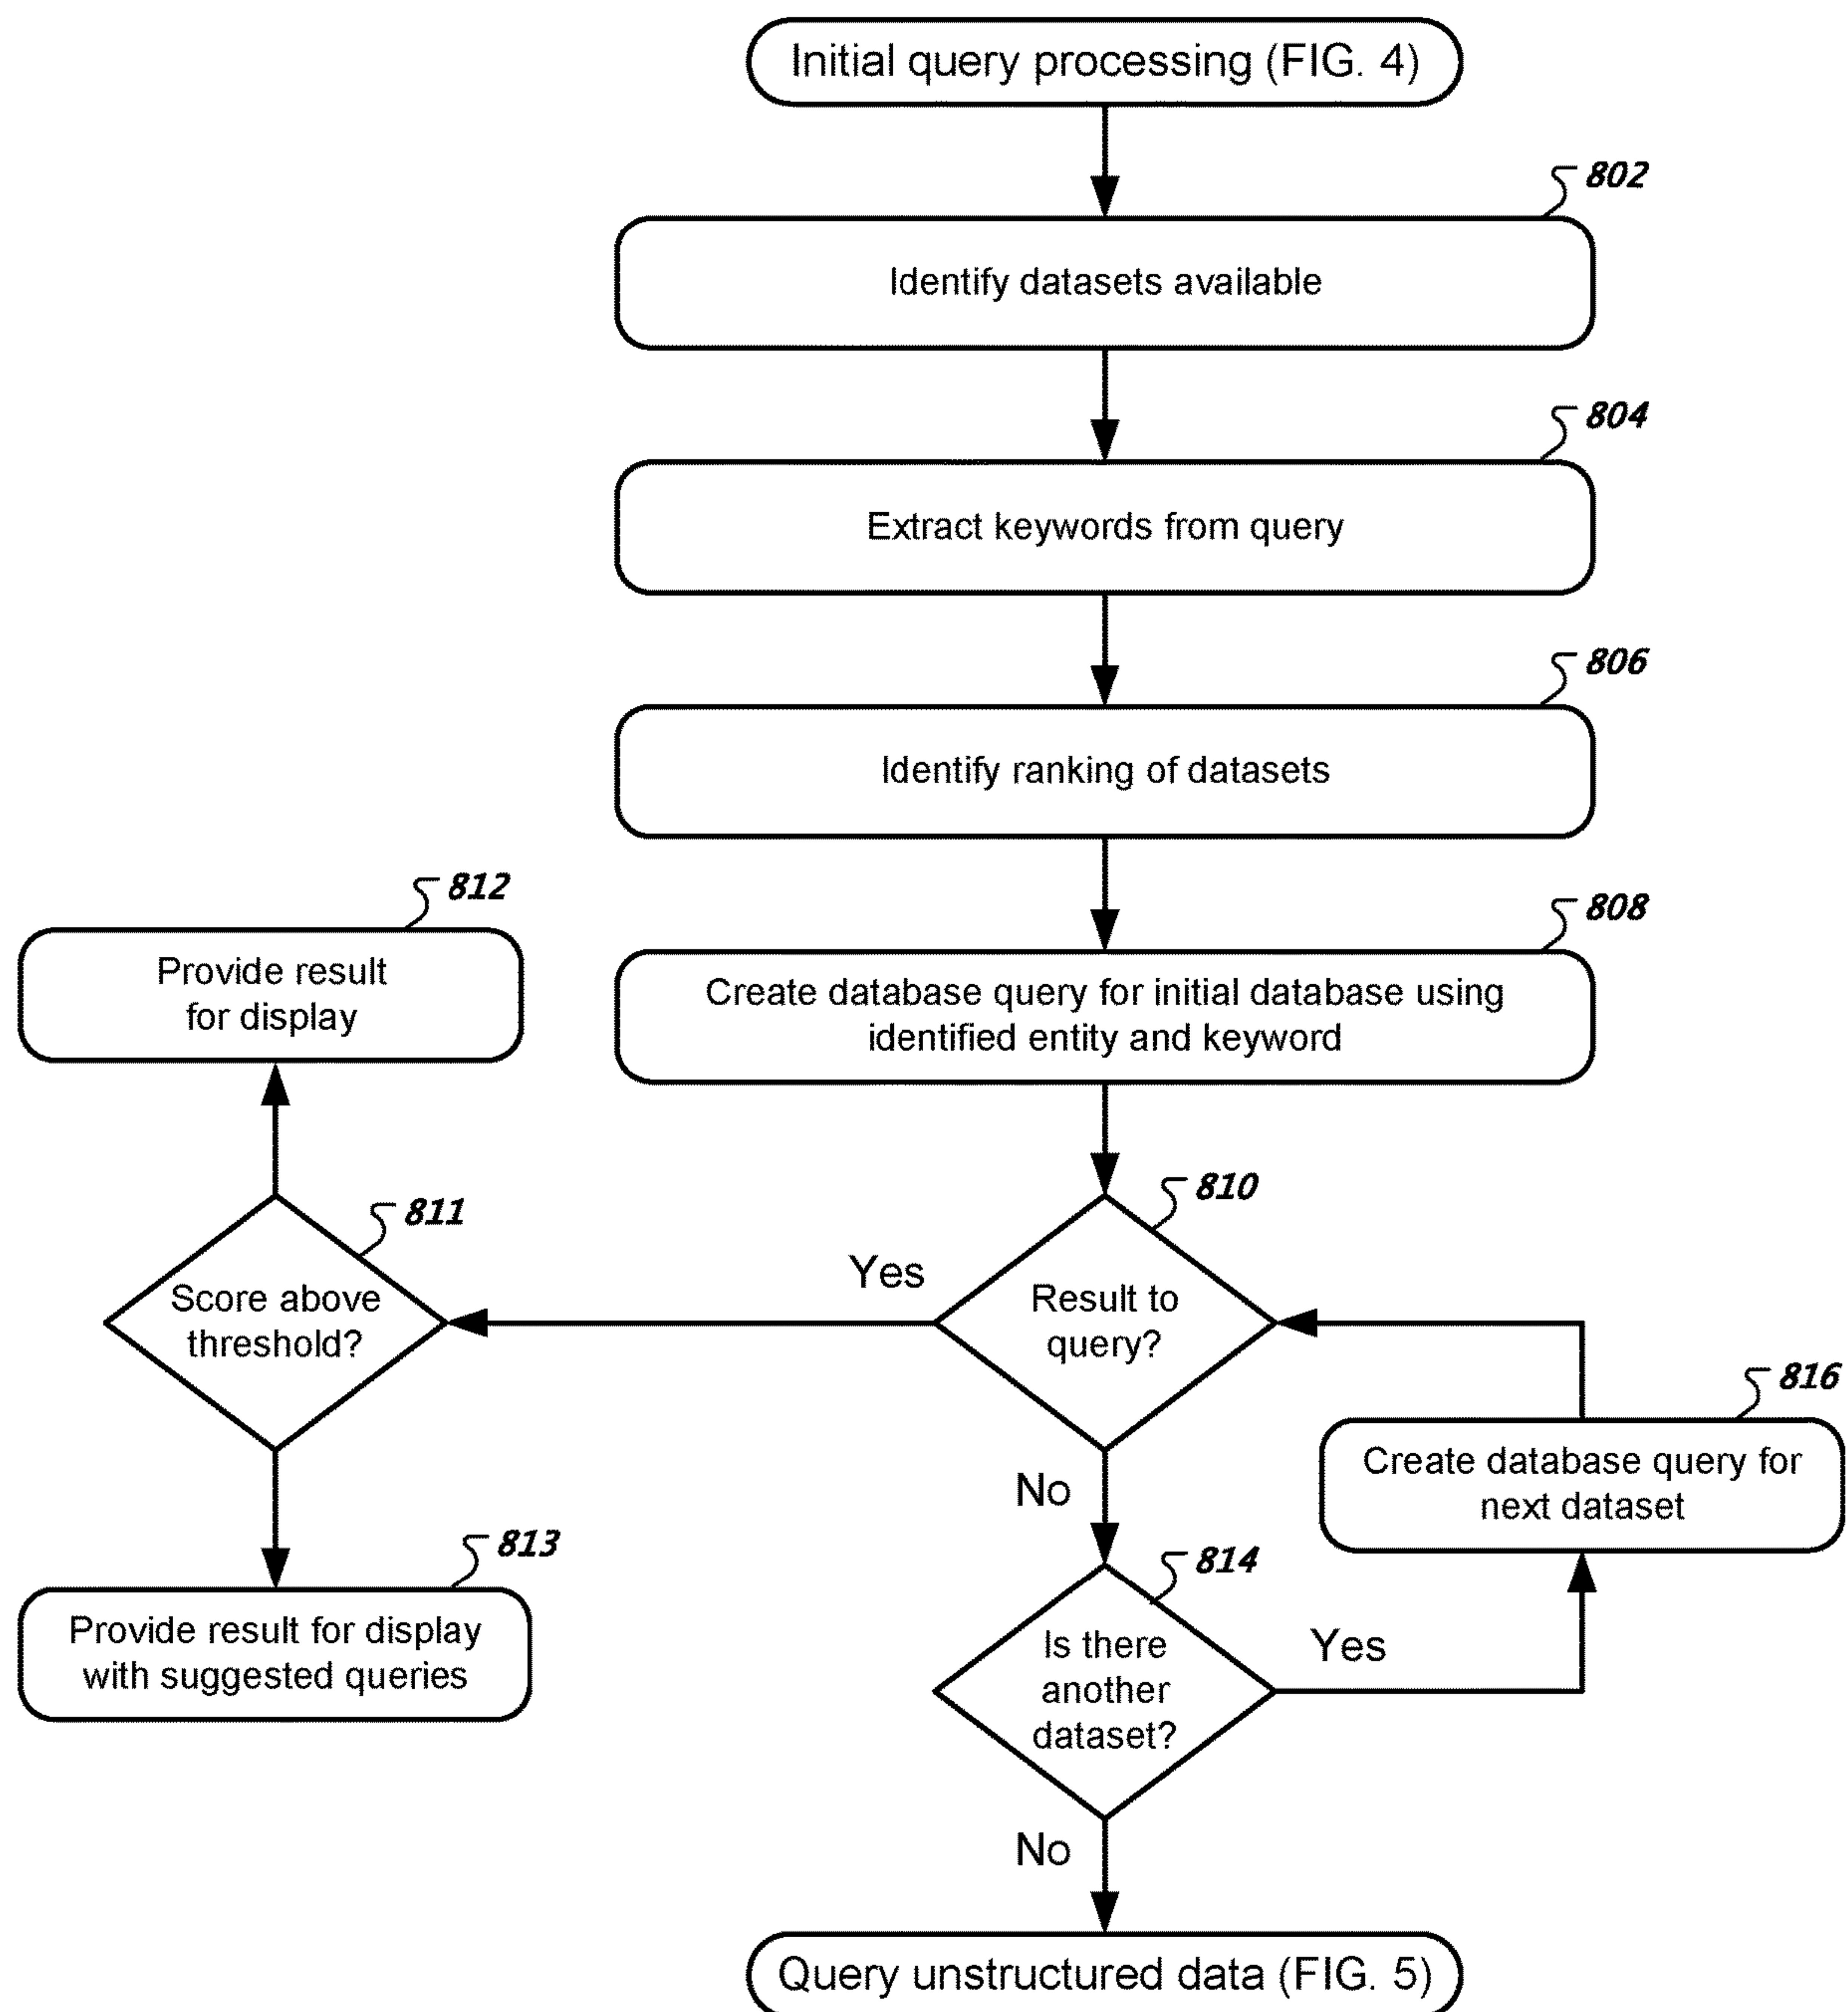 Initial query processing (FIG. 4)
802
Identify datasets available
804
Extract keywords from query
806
Identify ranking of datasets
808
Create database query for initial database using
identified entity and keyword
812
Provide result
for display
810
Result to
query?
Yes
811
Score above
threshold?
813
Provide result for display
with suggested queries
No
816
Create database query for
next dataset
814
Is there
another
dataset?
Yes
No
Query unstructured data (FIG. 5)